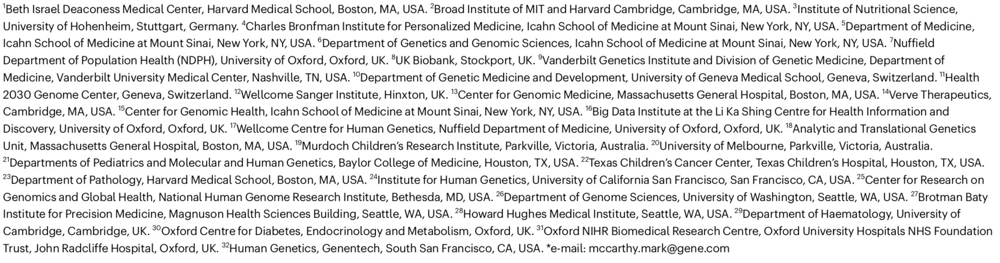 ¹Beth Israel Deaconess Medical Center, Harvard Medical School, Boston, MA, USA. ²Broad Institute of MIT and Harvard Cambridge, Cambridge, MA, USA. ³Institute of Nutritional Science,
University of Hohenheim, Stuttgart, Germany. ⁴Charles Bronfman Institute for Personalized Medicine, Icahn School of Medicine at Mount Sinai, New York, NY, USA. ⁵Department of Medicine,
Icahn School of Medicine at Mount Sinai, New York, NY, USA. ⁶Department of Genetics and Genomic Sciences, Icahn School of Medicine at Mount Sinai, New York, NY, USA. ⁷Nuffield
Department of Population Health (NDPH), University of Oxford, Oxford, UK. ⁸UK Biobank, Stockport, UK. ⁹Vanderbilt Genetics Institute and Division of Genetic Medicine, Department of
Medicine, Vanderbilt University Medical Center, Nashville, TN, USA. ¹⁰Department of Genetic Medicine and Development, University of Geneva Medical School, Geneva, Switzerland. ¹¹Health
2030 Genome Center, Geneva, Switzerland. ¹²Wellcome Sanger Institute, Hinxton, UK. ¹³Center for Genomic Medicine, Massachusetts General Hospital, Boston, MA, USA. ¹⁴Verve Therapeutics,
Cambridge, MA, USA. ¹⁵Center for Genomic Health, Icahn School of Medicine at Mount Sinai, New York, NY, USA. ¹⁶Big Data Institute at the Li Ka Shing Centre for Health Information and
Discovery, University of Oxford, Oxford, UK. ¹⁷Wellcome Centre for Human Genetics, Nuffield Department of Medicine, University of Oxford, Oxford, UK. ¹⁸Analytic and Translational Genetics
Unit, Massachusetts General Hospital, Boston, MA, USA. ¹⁹Murdoch Children’s Research Institute, Parkville, Victoria, Australia. ²⁰University of Melbourne, Parkville, Victoria, Australia.
²¹Departments of Pediatrics and Molecular and Human Genetics, Baylor College of Medicine, Houston, TX, USA. ²²Texas Children’s Cancer Center, Texas Children’s Hospital, Houston, TX, USA.
²³Department of Pathology, Harvard Medical School, Boston, MA, USA. ²⁴Institute for Human Genetics, University of California San Francisco, San Francisco, CA, USA. ²⁵Center for Research on
Genomics and Global Health, National Human Genome Research Institute, Bethesda, MD, USA. ²⁶Department of Genome Sciences, University of Washington, Seattle, WA, USA. ²⁷Brotman Baty
Institute for Precision Medicine, Magnuson Health Sciences Building, Seattle, WA, USA. ²⁸Howard Hughes Medical Institute, Seattle, WA, USA. ²⁹Department of Haematology, University of
Cambridge, Cambridge, UK. ³⁰Oxford Centre for Diabetes, Endocrinology and Metabolism, Oxford, UK. ³¹Oxford NIHR Biomedical Research Centre, Oxford University Hospitals NHS Foundation
Trust, John Radcliffe Hospital, Oxford, UK. ³²Human Genetics, Genentech, South San Francisco, CA, USA. *e-mail: mccarthy.mark@gene.com